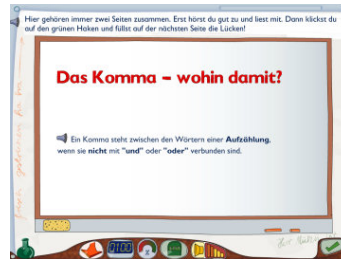 Hier gehören immer zwei Seiten zusammen. Erst hörst du gut zu und liest mit. Dann klickst du
auf den grünen Haken und füllst auf der nächsten Seite die Lücken!
Das Komma – wohin damit?
Ein Komma steht zwischen den Wörtern einer Aufzählung,
wenn sie nicht mit "und" oder "oder" verbunden sind.
0100